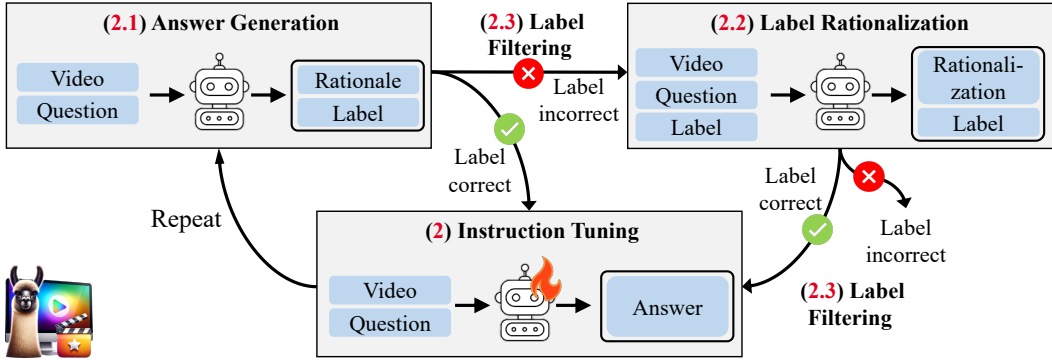 (2.1) Answer Generation
Video
Question
Rationale
Label
(2.3) Label
Filtering
Label
incorrect
Label
correct
(2.2) Label Rationalization
Video
Question
Label
Rationali-
zation
Label
Label
correct
Label
incorrect
(2.3) Label
Filtering
Repeat
(2) Instruction Tuning
Video
Question
Answer